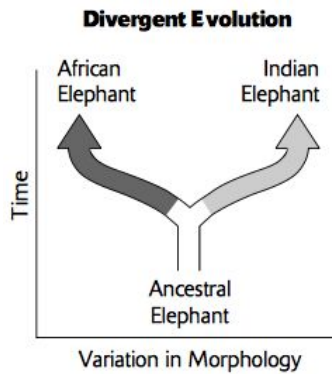 Divergent Evolution
African
Elephant
Indian
Elephant
Time
Ancestral
Elephant
Variation in Morphology